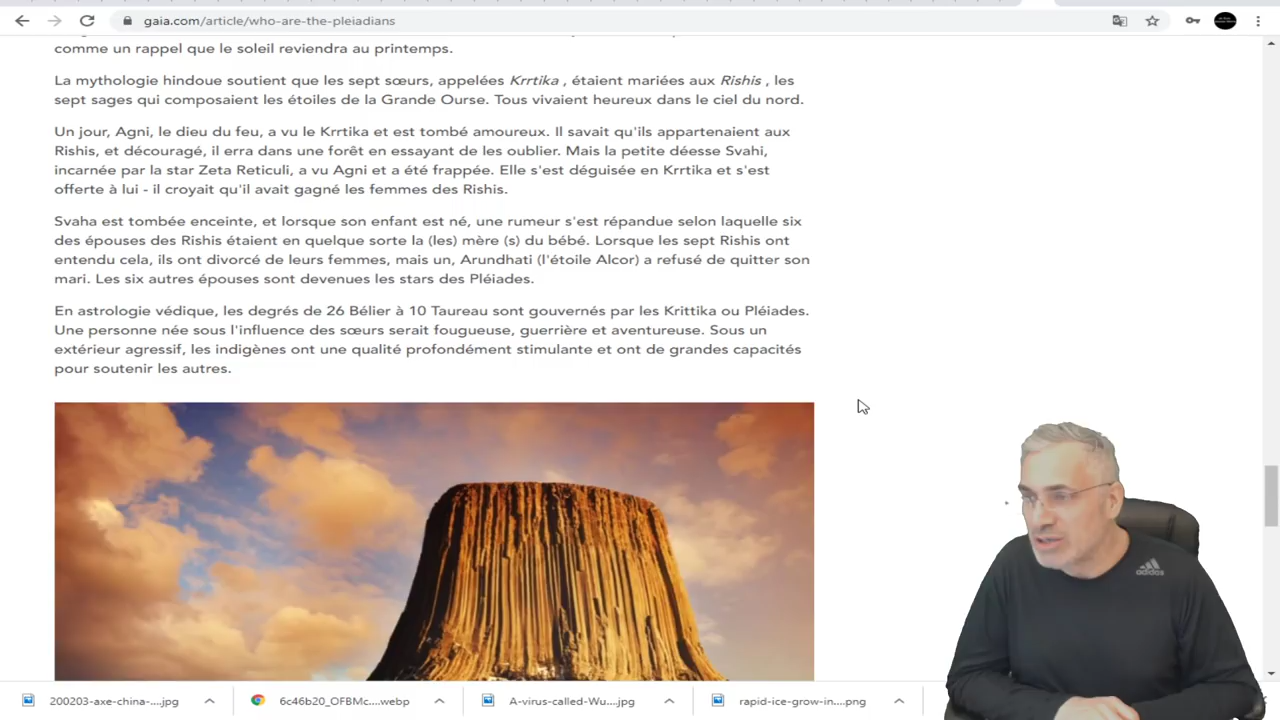 gaia.com/article/who-are-the-pleiadians
comme un rappel que le soleil reviendra au printemps.
La mythologie hindoue soutient que les sept sœurs, appelées Krrtika , étaient mariées aux Rishis , les
sept sages qui composaient les étoiles de la Grande Ourse. Tous vivaient heureux dans le ciel du nord.
Un jour, Agni, le dieu du feu, a vu le Krrtika et est tombé amoureux. Il savait qu'ils appartenaient aux
Rishis, et découragé, il erra dans une forêt en essayant de les oublier. Mais la petite déesse Svahi,
incarnée par la star Zeta Reticuli, a vu Agni et a été frappée. Elle s'est déguisée en Krrtika et s'est
offerte à lui - il croyait qu'il avait gagné les femmes des Rishis.
Svaha est tombée enceinte, et lorsque son enfant est né, une rumeur s'est répandue selon laquelle six
des épouses des Rishis étaient en quelque sorte la (les) mère (s) du bébé. Lorsque les sept Rishis ont
entendu cela, ils ont divorcé de leurs femmes, mais un, Arundhati (l'étoile Alcor) a refusé de quitter son
mari. Les six autres épouses sont devenues les stars des Pléiades.
En astrologie védique, les degrés de 26 Bélier à 10 Taureau sont gouvernés par les Krittika ou Pléiades.
Une personne née sous l'influence des sœurs serait fougueuse, guerrière et aventureuse. Sous un
extérieur agressif, les indigènes ont une qualité profondément stimulante et ont de grandes capacités
pour soutenir les autres.
adidas
200203-axe-china-....jpg
6c46b20_OFBMc....webp
A-virus-called-Wu....jpg
rapid-ice-grow-in....png